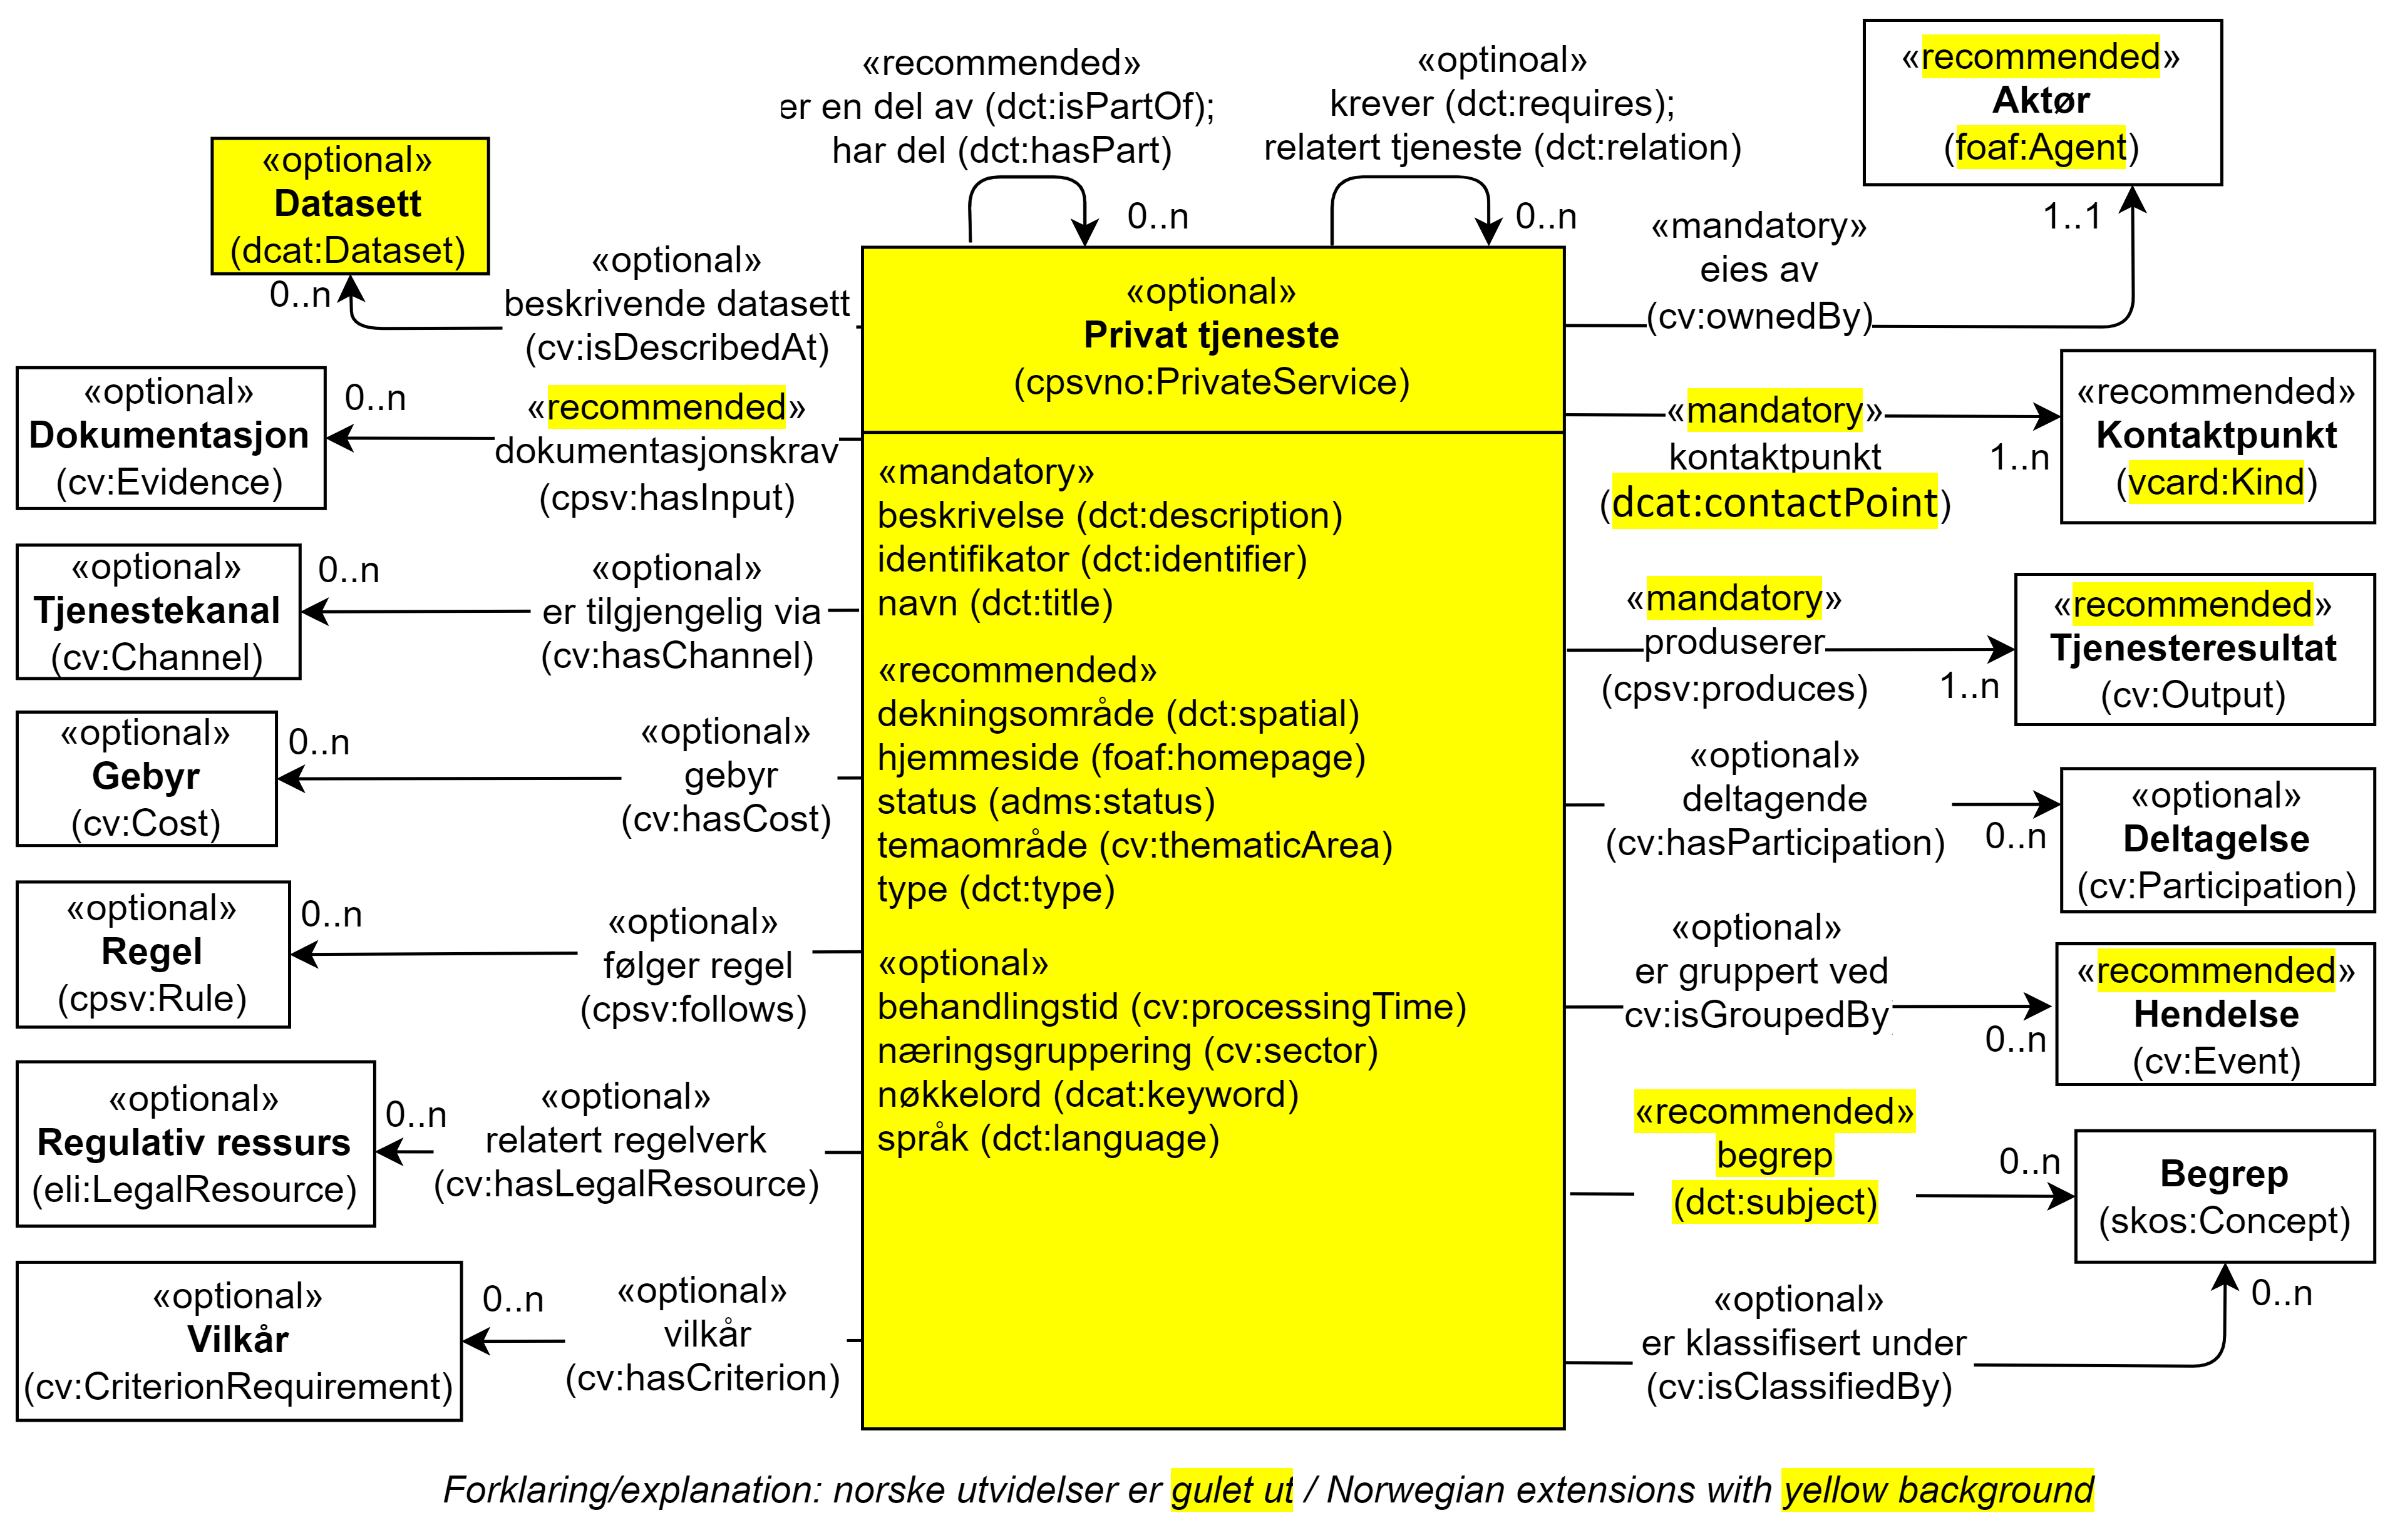 «recommended»
er en del av (dct:isPartOf);
har del (dct:hasPart)
0..n
«optinoal»
krever (dct:requires);
relatert tjeneste (dct:relation)
0..n
«recommended»
Aktør
(foaf:Agent)
1..1
«optional»
Datasett
(dcat:Dataset)
0..n
«optional»
beskrivende datasett
(cv:isDescribedAt)
«optional»
Dokumentasjon
(cv:Evidence)
0..n
«recommended»
dokumentasjonskrav
(cpsv:hasInput)
«optional»
Tjenestekanal
(cv:Channel)
0..n
«optional»
er tilgjengelig via
(cv:hasChannel)
«optional»
Gebyr
(cv:Cost)
0..n
«optional»
gebyr
(cv:hasCost)
«optional»
Regel
(cpsv:Rule)
0..n
«optional»
følger regel
(cpsv:follows)
«optional»
Regulativ ressurs
(eli:LegalResource)
0..n
«optional»
relatert regelverk
(cv:hasLegalResource)
«optional»
Vilkår
(cv:CriterionRequirement)
0..n
«optional»
vilkår
(cv:hasCriterion)
«optional»
Privat tjeneste
(cpsvno:PrivateService)
«mandatory»
beskrivelse (dct:description)
identifikator (dct:identifier)
navn (dct:title)
«recommended»
dekningsområde (dct:spatial)
hjemmeside (foaf:homepage)
status (adms:status)
temaområde (cv:thematicArea)
type (dct:type)
«optional»
behandlingstid (cv:processingTime)
næringsgruppering (cv:sector)
nøkkelord (dcat:keyword)
språk (dct:language)
«mandatory»
eies av
(cv:ownedBy)
«mandatory»
kontaktpunkt
(dcat:contactPoint)
1..n
«recommended»
Kontaktpunkt
(vcard:Kind)
«mandatory»
produserer
(cpsv:produces)
1..n
«recommended»
Tjenesteresultat
(cv:Output)
«optional»
deltagende
(cv:hasParticipation)
0..n
«optional»
Deltagelse
(cv:Participation)
«optional»
er gruppert ved
cv:isGroupedBy
0..n
«recommended»
Hendelse
(cv:Event)
«recommended»
begrep
(dct:subject)
0..n
Begrep
(skos:Concept)
«optional»
er klassifisert under
(cv:isClassifiedBy)
0..n
Forklaring/explanation: norske utvidelser er gulet ut / Norwegian extensions with yellow background